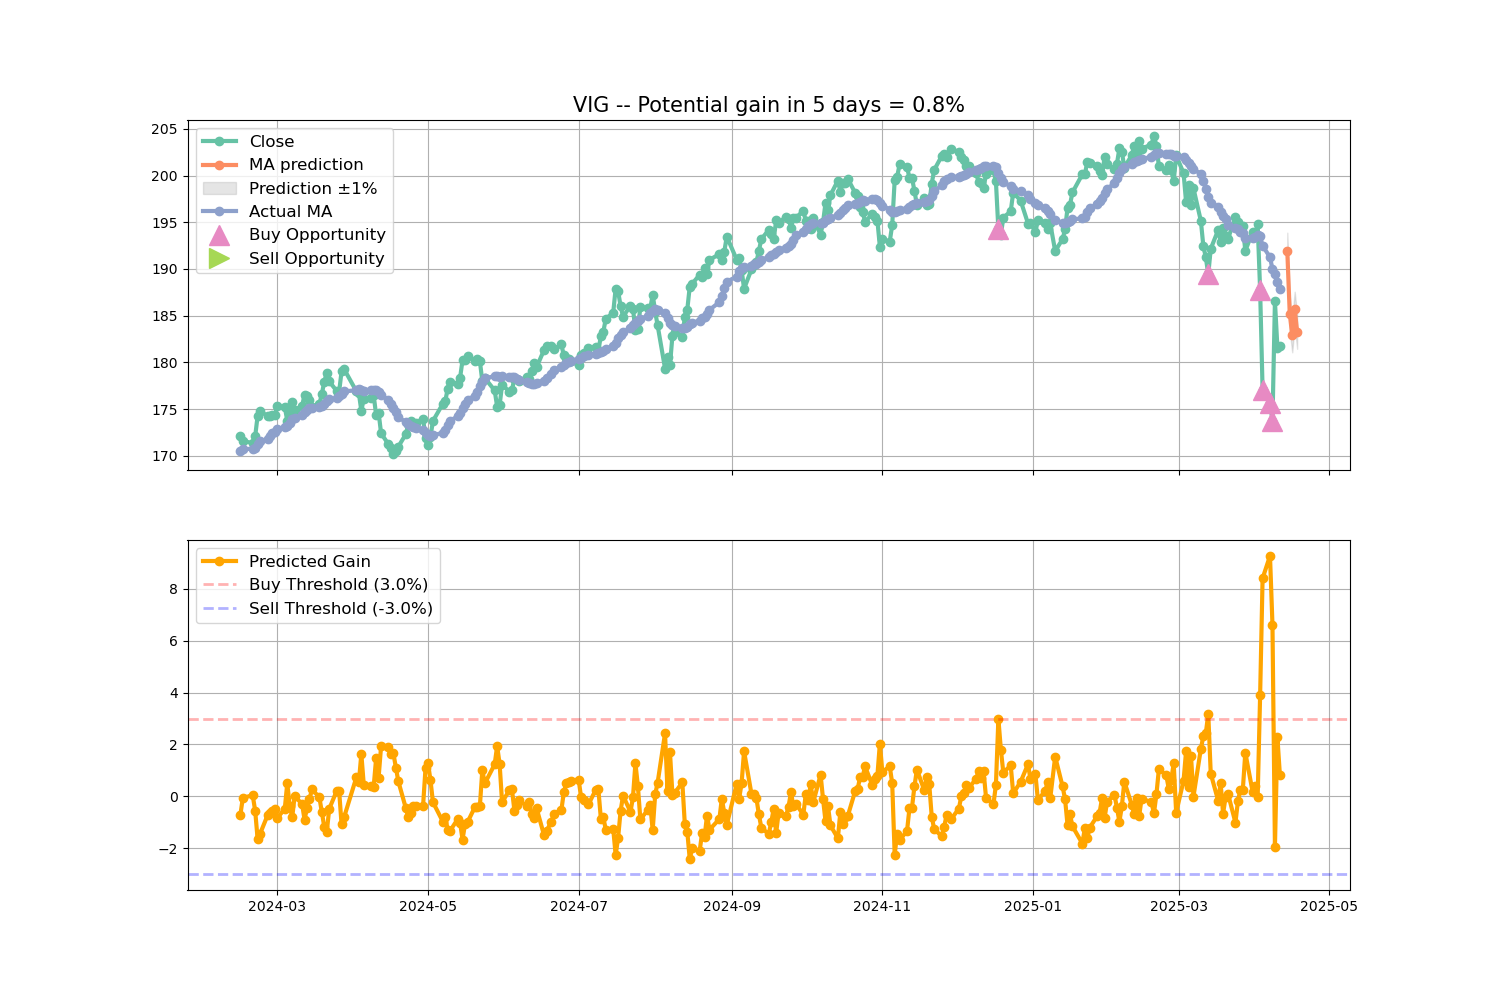 VIG -- Potential gain in 5 days = 0.8%
205
200
195
190
185
180
175
170
Close
MA prediction
Prediction ±1%
Actual MA
Buy Opportunity
Sell Opportunity
8
6
4
2
0
−2
Predicted Gain
Buy Threshold (3.0%)
Sell Threshold (-3.0%)
2024-03
2024-05
2024-07
2024-09
2024-11
2025-01
2025-03
2025-05